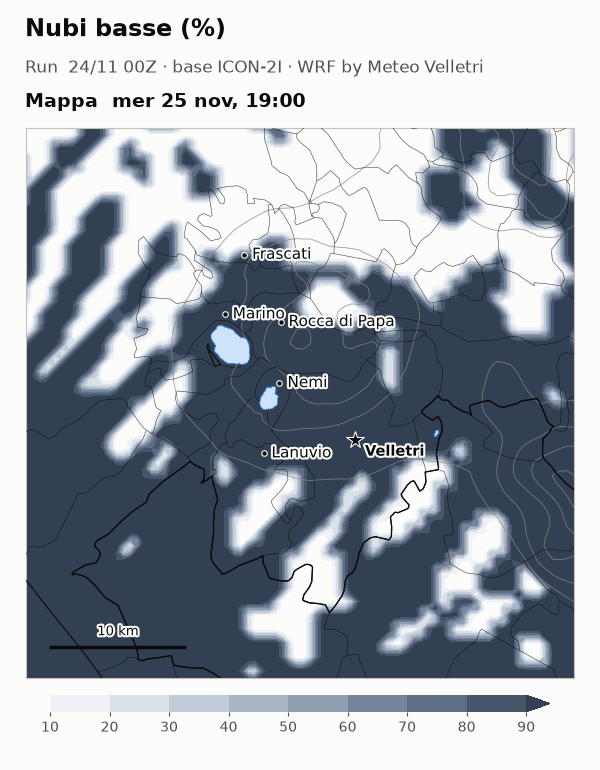 Nubi basse (%)
Run  24/11 00Z · base ICON-2I · WRF by Meteo Velletri
Mappa  mer 25 nov, 19:00
Frascati
Marino
Rocca di Papa
Nemi
Velletri
Lanuvio
10 km
10 20 30 40 50 60 70 80 90